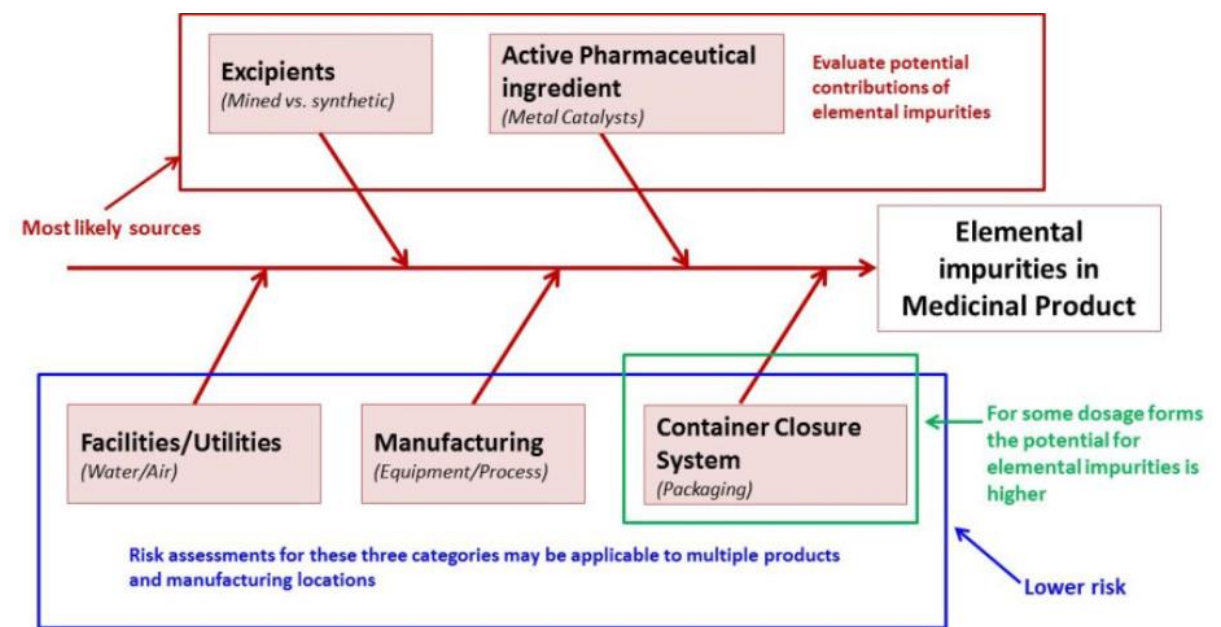 Excipients
(Mined vs. synthetic)
Active Pharmaceutical
ingredient
(Metal Catalysts)
Evaluate potential
contributions of
elemental impurities
Most likely sources
Elemental
impurities in
Medicinal Product
Facilities/Utilities
(Water/Air)
Manufacturing
(Equipment/Process)
Container Closure
System
(Packaging)
For some dosage forms
the potential for
elemental impurities is
higher
Risk assessments for these three categories may be applicable to multiple products
and manufacturing locations
Lower risk